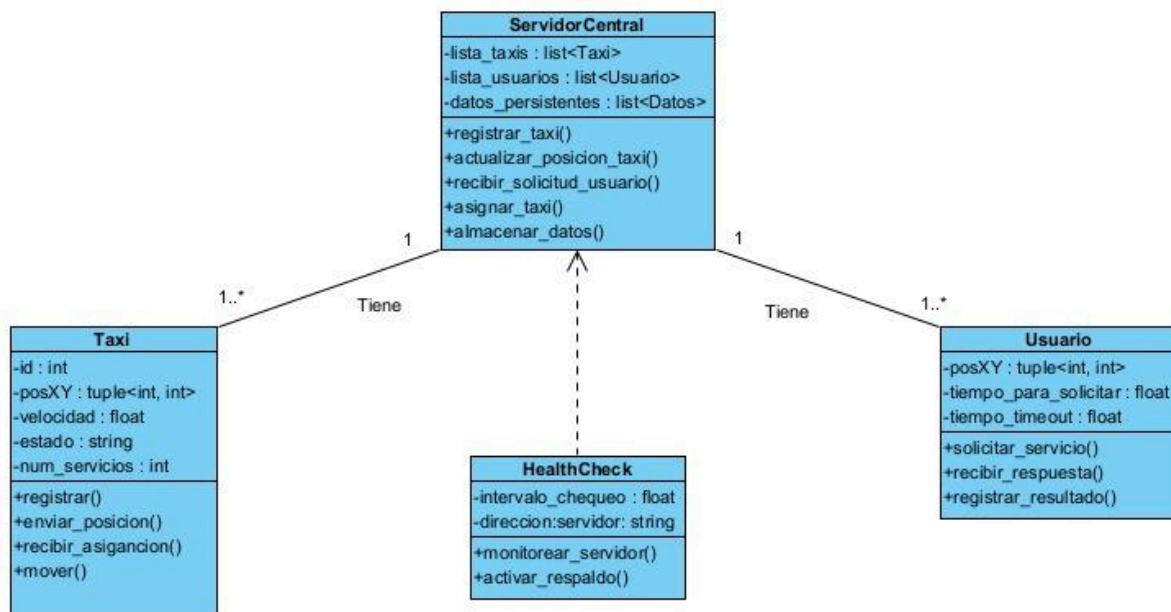 ServidorCentral
-lista_taxis : list<Taxi>
-lista_usuarios : list<Usuario>
-datos_persistentes : list<Datos>
+registrar_taxi()
+actualizar_posicion_taxi()
+recibir_solicitud_usuario()
+asignar_taxi()
+almacenar_datos()
1
1
1..*
Tiene
Tiene
1..*
Taxi
-id : int
-posXY : tuple<int, int>
-velocidad : float
-estado : string
-num_servicios : int
+registrar()
+enviar_posicion()
+recibir_asigancion()
+mover()
HealthCheck
-intervalo_chequeo : float
-direccion:servidor: string
+monitorear_servidor()
+activar_respaldo()
Usuario
-posXY : tuple<int, int>
-tiempo_para_solicitar : float
-tiempo_timeout : float
+solicitar_servicio()
+recibir_respuesta()
+registrar_resultado()